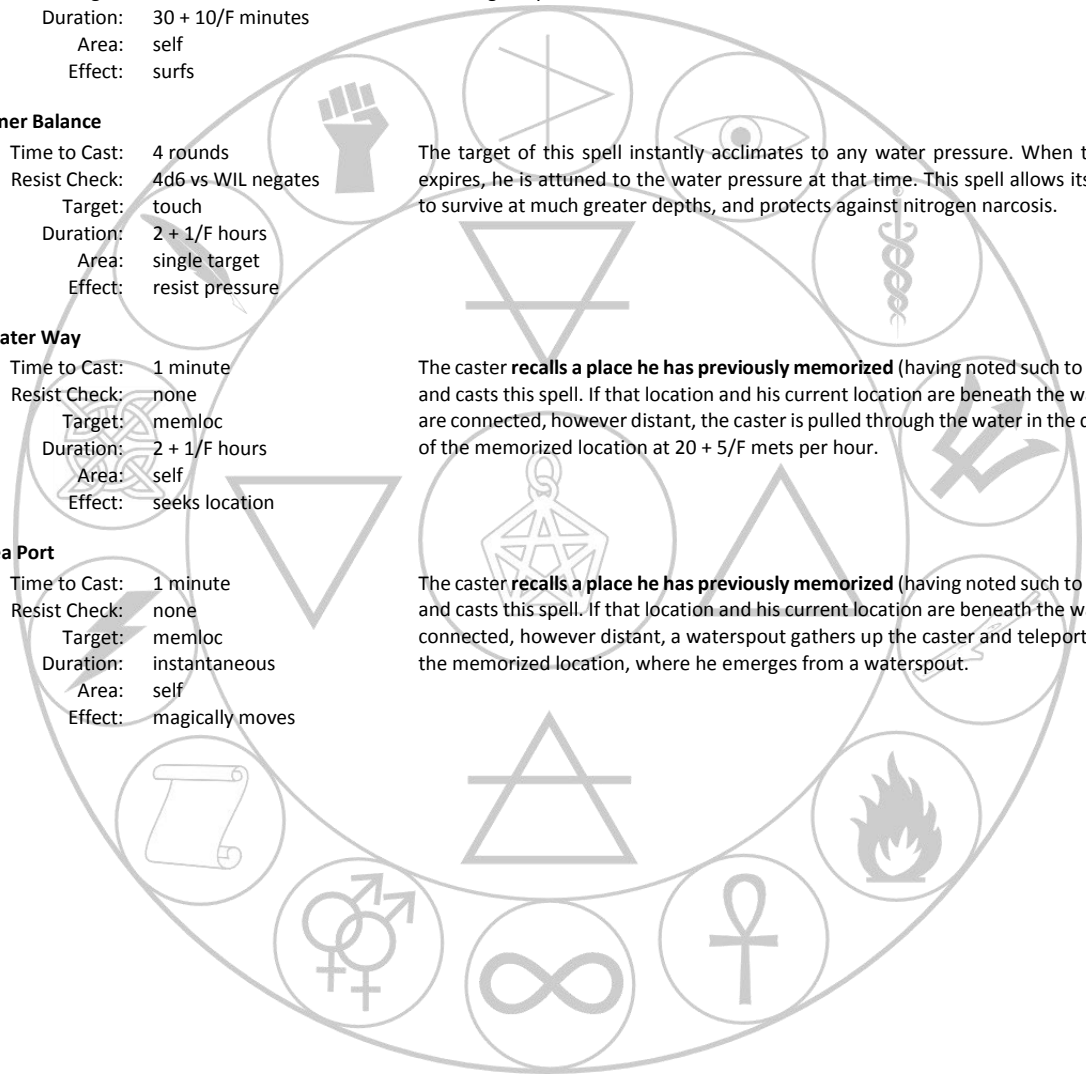 Duration: 30 + 10/F minutes
Area: self
Effect: surfs
ner Balance
Time to Cast: 4 rounds
Resist Check: 4d6 vs WIL negates
Target: touch
Duration: 2 + 1/F hours
Area: single target
Effect: resist pressure
The target of this spell instantly acclimates to any water pressure. When t
expires, he is attuned to the water pressure at that time. This spell allows its
to survive at much greater depths, and protects against nitrogen narcosis.
ater Way
Time to Cast: 1 minute
Resist Check: none
Target: memloc
Duration: 2 + 1/F hours
Area: self
Effect: seeks location
The caster recalls a place he has previously memorized (having noted such to
and casts this spell. If that location and his current location are beneath the w
are connected, however distant, the caster is pulled through the water in the d
of the memorized location at 20 + 5/F mets per hour.
ea Port
Time to Cast: 1 minute
Resist Check: none
Target: memloc
Duration: instantaneous
Area: self
Effect: magically moves
The caster recalls a place he has previously memorized (having noted such to
and casts this spell. If that location and his current location are beneath the w
connected, however distant, a waterspout gathers up the caster and teleport
the memorized location, where he emerges from a waterspout.